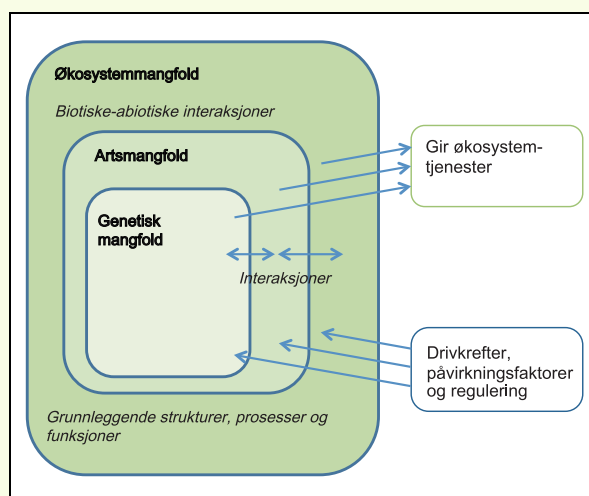 Økosystemmangfold
Biotiske-abiotiske interaksjoner
Artsmangfold
Genetisk
mangfold
Interaksjoner
Grunnleggende strukturer, prosesser og
funksjoner
Gir økosystem-
tjenester
Drivkrefter,
påvirkningsfaktorer
og regulering